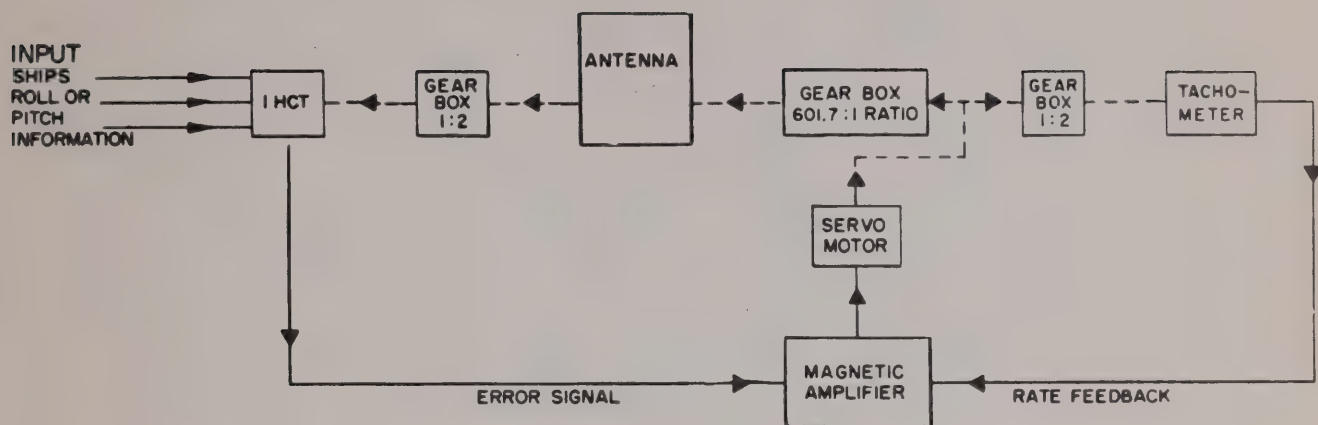 INPUT
SHIPS
ROLL OR
PITCH
INFORMATION
1 HCT
GEAR
BOX
1:2
ANTENNA
GEAR BOX
601.7:1 RATIO
GEAR
BOX
1:2
TACHO-
METER
SERVO
MOTOR
MAGNETIC
AMPLIFIER
ERROR SIGNAL
RATE FEEDBACK